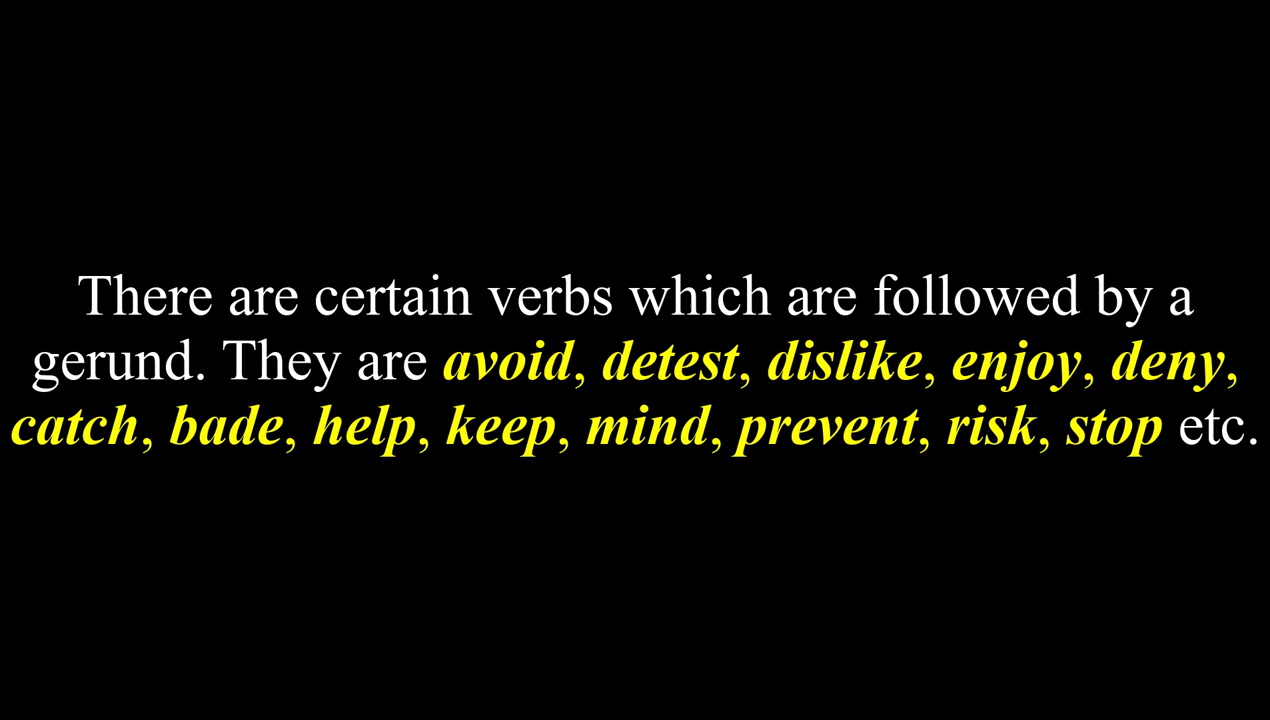 There are certain verbs which are followed by a
gerund. They are avoid, detest, dislike, enjoy, deny,
catch, bade, help, keep, mind, prevent, risk, stop etc.